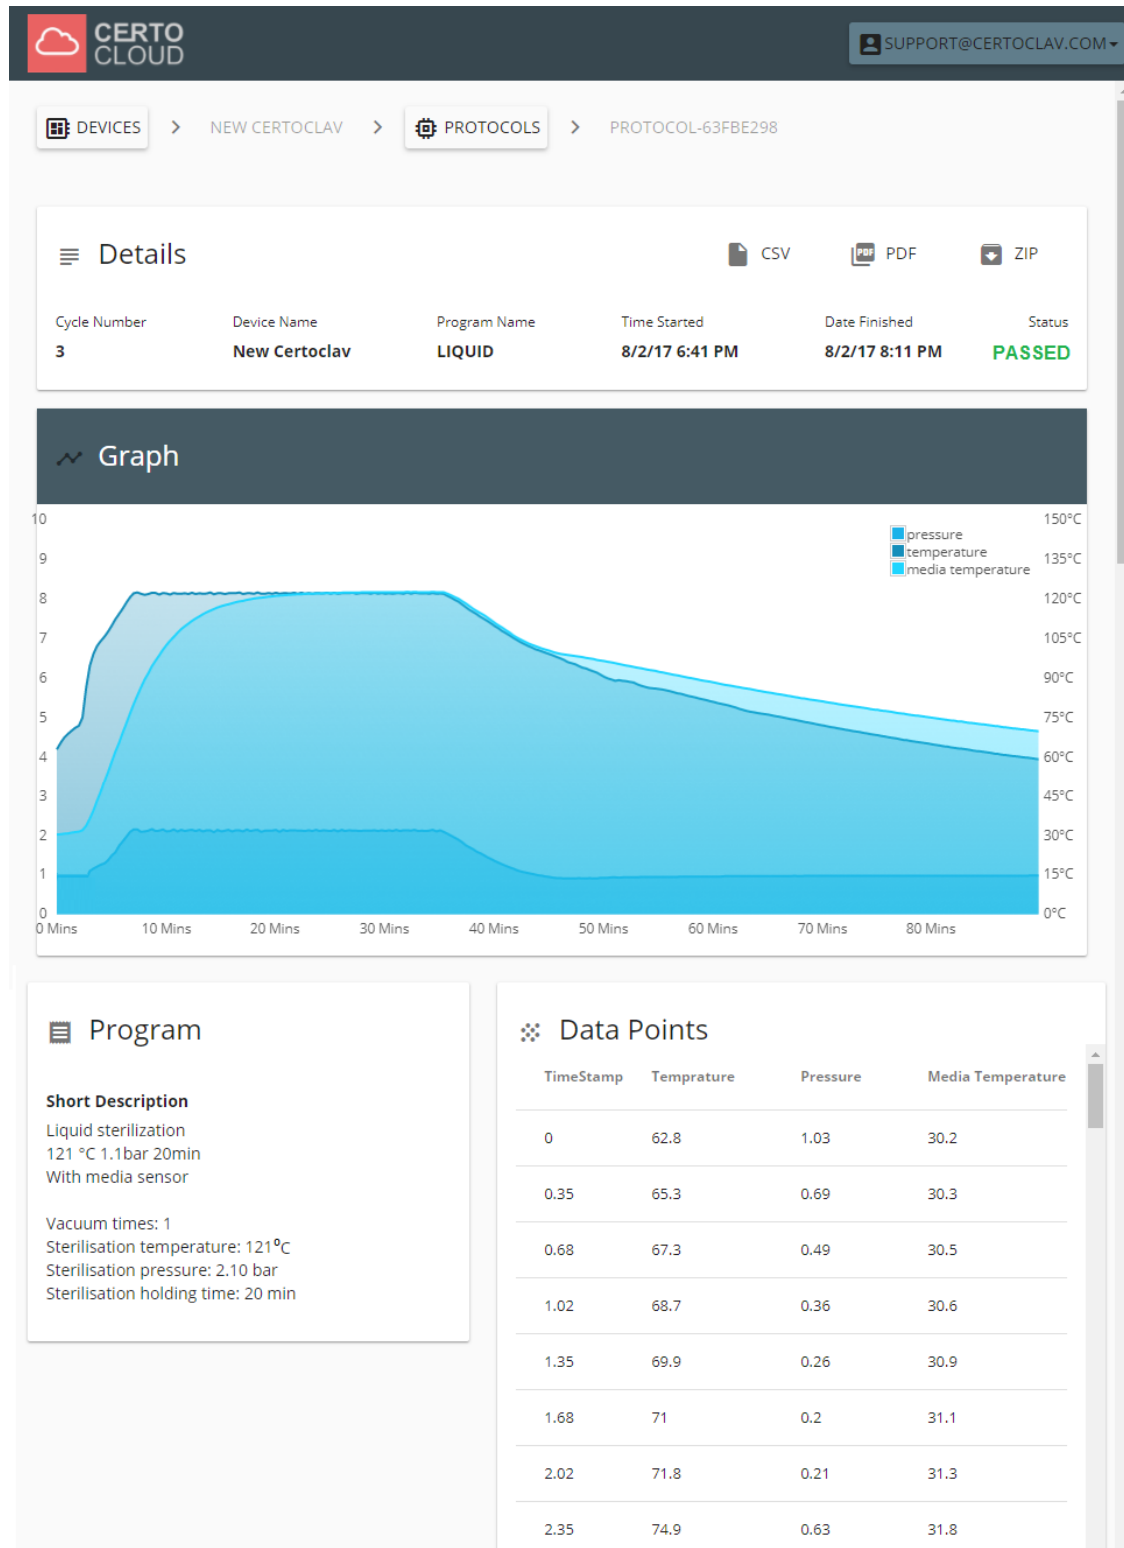 CERTO
CLOUD
SUPPORT@CERTOCLAV.COM
DEVICES > NEW CERTOCLAV > PROTOCOLS > PROTOCOL-63FBE298
Details
CSV PDF PDF ZIP
Cycle Number Device Name Program Name Time Started Date Finished Status
3 New Certoclav LIQUID 8/2/17 6:41 PM 8/2/17 8:11 PM PASSED
Graph
10 150°C
pressure
temperature
9 135°C
media temperature
8 120°C
7 105°C
6 90°C
5 75°C
4 60°C
3 45°C
2 30°C
1 15°C
0 0°C
0 Mins 10 Mins 20 Mins 30 Mins 40 Mins 50 Mins 60 Mins 70 Mins 80 Mins
Program
Short Description
Liquid sterilization
121 °C 1.1bar 20min
With media sensor
Vacuum times: 1
Sterilisation temperature: 121°C
Sterilisation pressure: 2.10 bar
Sterilisation holding time: 20 min
Data Points
TimeStamp Temprature Pressure Media Temperature
0 62.8 1.03 30.2
0.35 65.3 0.69 30.3
0.68 67.3 0.49 30.5
1.02 68.7 0.36 30.6
1.35 69.9 0.26 30.9
1.68 71 0.2 31.1
2.02 71.8 0.21 31.3
2.35 74.9 0.63 31.8